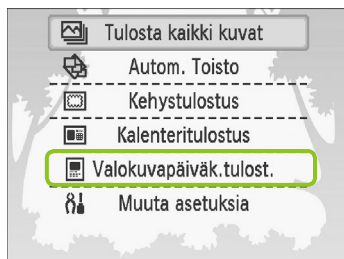 Tulosta kaikki kuvat
Autom. Toisto
Kehystulostus
Kalenteritulostus
Valokuvapäiväk.tulost.
Muuta asetuksia